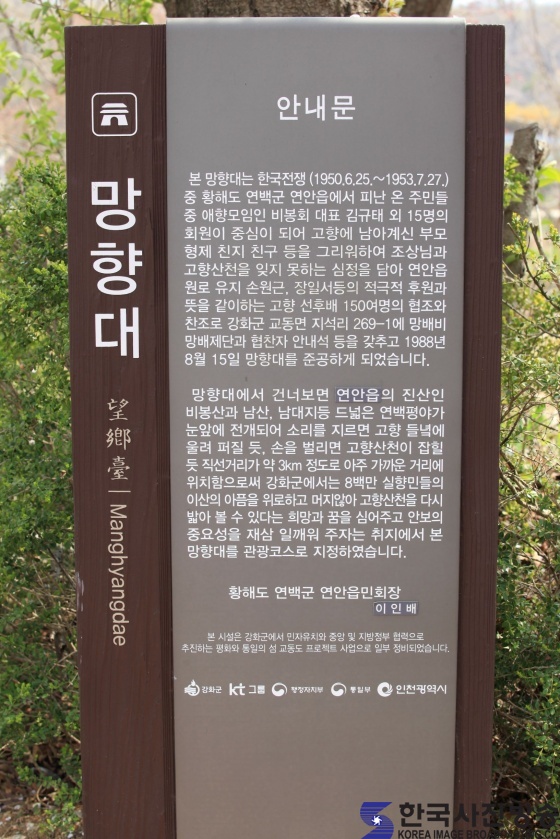 망향대
望鄕臺 | Manghyangdae
안내문
본 망향대는 한국전쟁 (1950.6.25.~1953.7.27.)
중 황해도 연백군 연안읍에서 피난 온 주민들
중 애향모임인 비봉회 대표 김규태 외 15명의
회원이 중심이 되어 고향에 남아계신 부모
형제 친지 친구 등을 그리워하여 조상님과
고향산천을 잊지 못하는 심정을 담아 연안읍
원로 유지 손원근, 장일서등의 적극적 후원과
뜻을 같이하는 고향 선후배 150여명의 협조와
찬조로 강화군 교동면 지석리 269-1에 망배비
망배제단과 협찬자 안내석 등을 갖추고 1988년
8월 15일 망향대를 준공하게 되었습니다.
망향대에서 건너보면 연안읍의 진산인
비봉산과 남산, 남대지등 드넓은 연백평야가
눈앞에 전개되어 소리를 지르면 고향 들녘에
울려 퍼질 듯, 손을 벌리면 고향산천이 잡힐
듯 직선거리가 약 3km 정도로 아주 가까운 거리에
위치함으로써 강화군에서는 8백만 실향민들의
이산의 아픔을 위로하고 머지않아 고향산천을 다시
밟아 볼 수 있다는 희망과 꿈을 심어주고 안보의
중요성을 재삼 일깨워 주자는 취지에서 본
망향대를 관광코스로 지정하였습니다.
황해도 연백군 연안읍민회장
이인배
본 시설은 강화군에서 민자유치와 중앙 및 지방정부 협력으로
추진하는 평화와 통일의 섬 교동도 프로젝트 사업으로 일부 정비되었습니다.
강화군 kt 그룹 행정자치부 통일부 인천광역시
한국사진방송
KOREA IMAGE